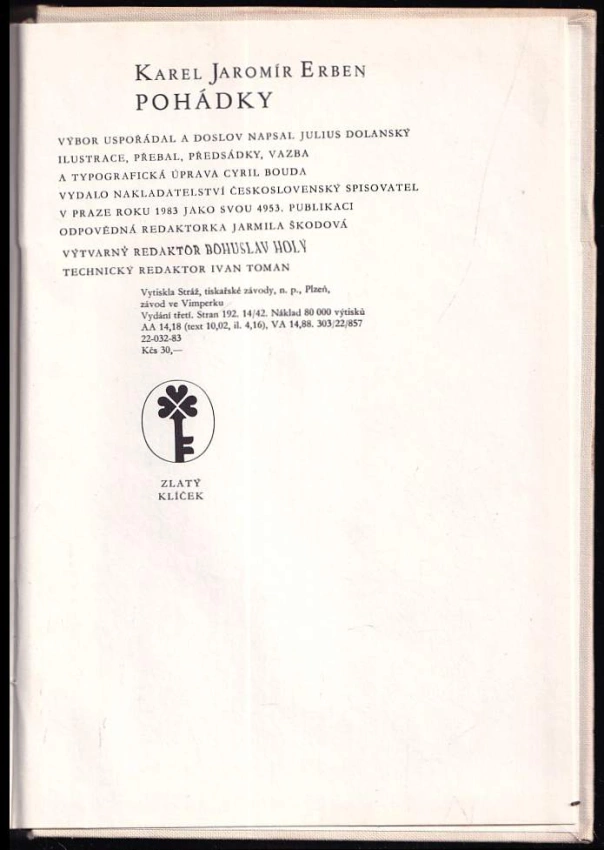 KAREL JAROMÍR ERBEN
POHÁDKY
VÝBOR USPOŘÁDAL A DOSLOV NAPSAL JULIUS DOLANSKÝ
ILUSTRACE, PŘEBAL, PŘEDSÁDKY, VAZBA
A TYPOGRAFICKÁ ÚPRAVA CYRIL BOUDA
VYDALO NAKLADATELSTVÍ ČESKOSLOVENSKÝ SPISOVATEL
V PRAZE ROKU 1983 JAKO SVOU 4953. PUBLIKACI
ODPOVĚDNÁ REDAKTORKA JARMILA ŠKODOVÁ
VÝTVARNÝ REDAKTOR BOHUSLAV HOLÝ
TECHNICKÝ REDAKTOR IVAN TOMAN
Vytiskla Stráž, tiskařské závody, n. p., Plzeň,
závod ve Vimperku
Vydání třetí. Stran 192. 14/42. Náklad 80 000 výtisků
AA 14,18 (text 10,02, il. 4,16), VA 14,88. 303/22/857
22-032-83
Kčs 30,—
ZLATÝ
KLÍČEK